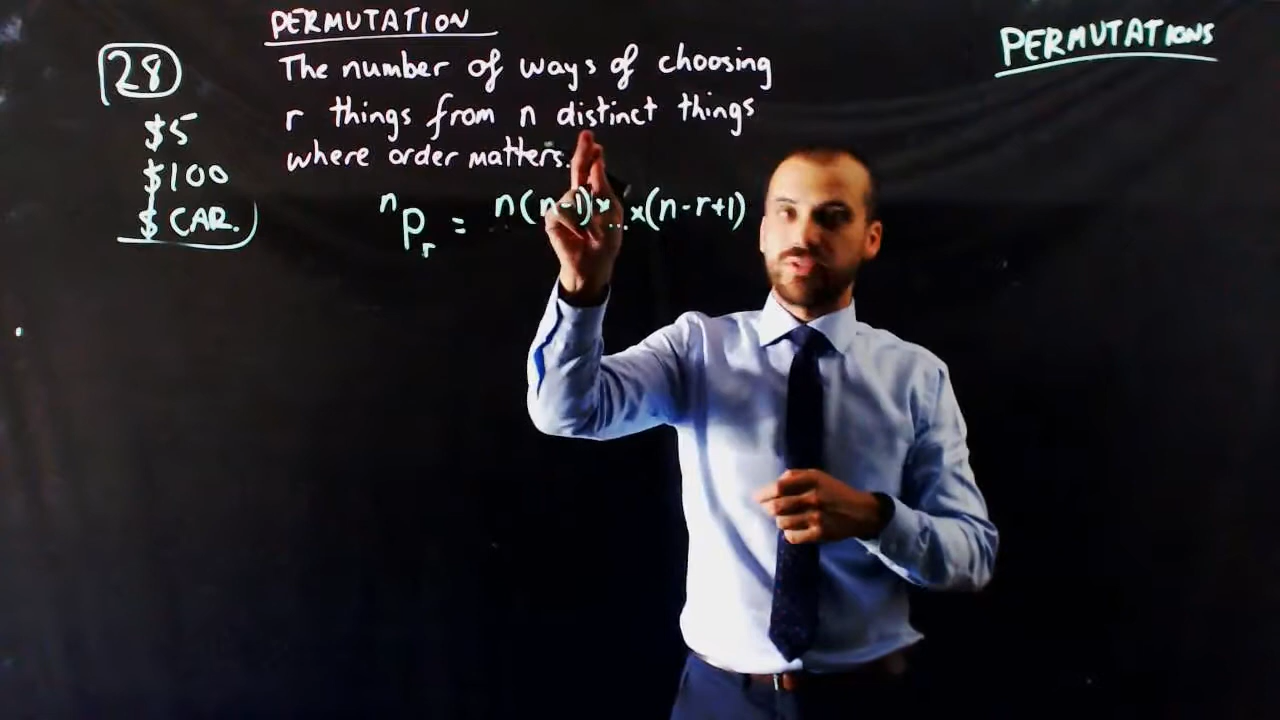 PERMUTATION
The number of ways of choosing
r things from n distinct things
where order matters.
ⁿPᵣ = n(n-1)×...×(n-r+1)
28
$5
$100
$ CAR.
PERMUTATIONS